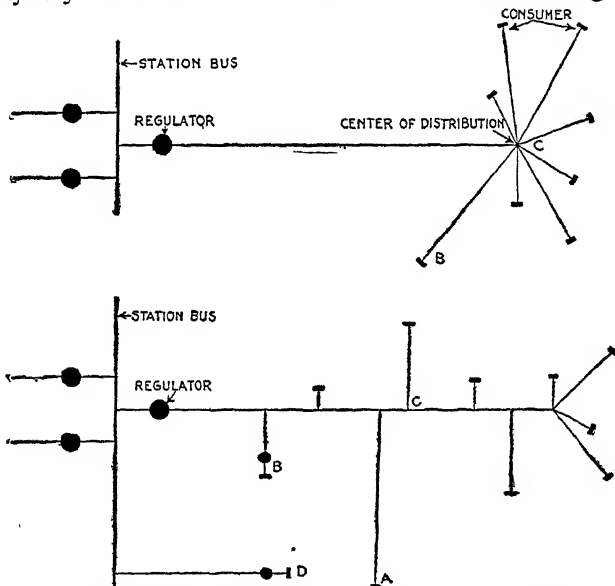 CONSUMER
STATION BUS
REGULATOR
CENTER OF DISTRIBUTION
C
B
STATION BUS
REGULATOR
C
B
D
A